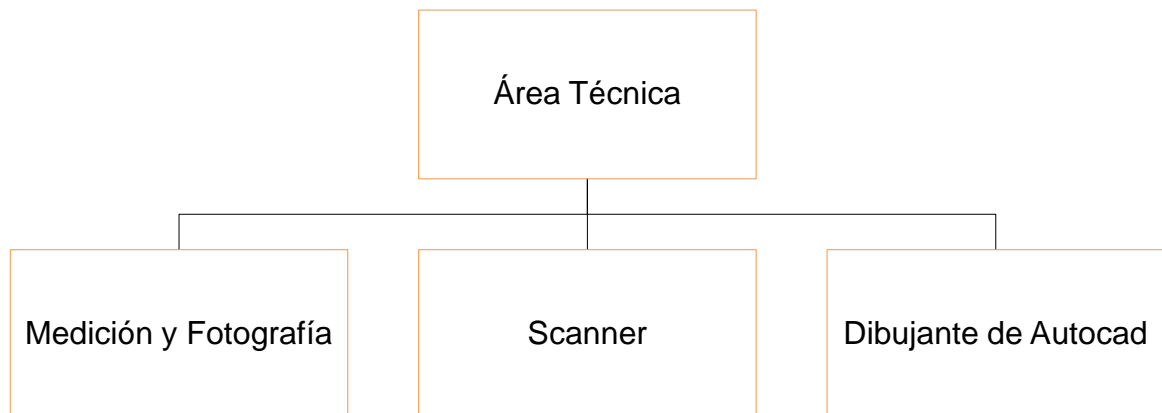 Área Técnica
Medición y Fotografía
Scanner
Dibujante de Autocad